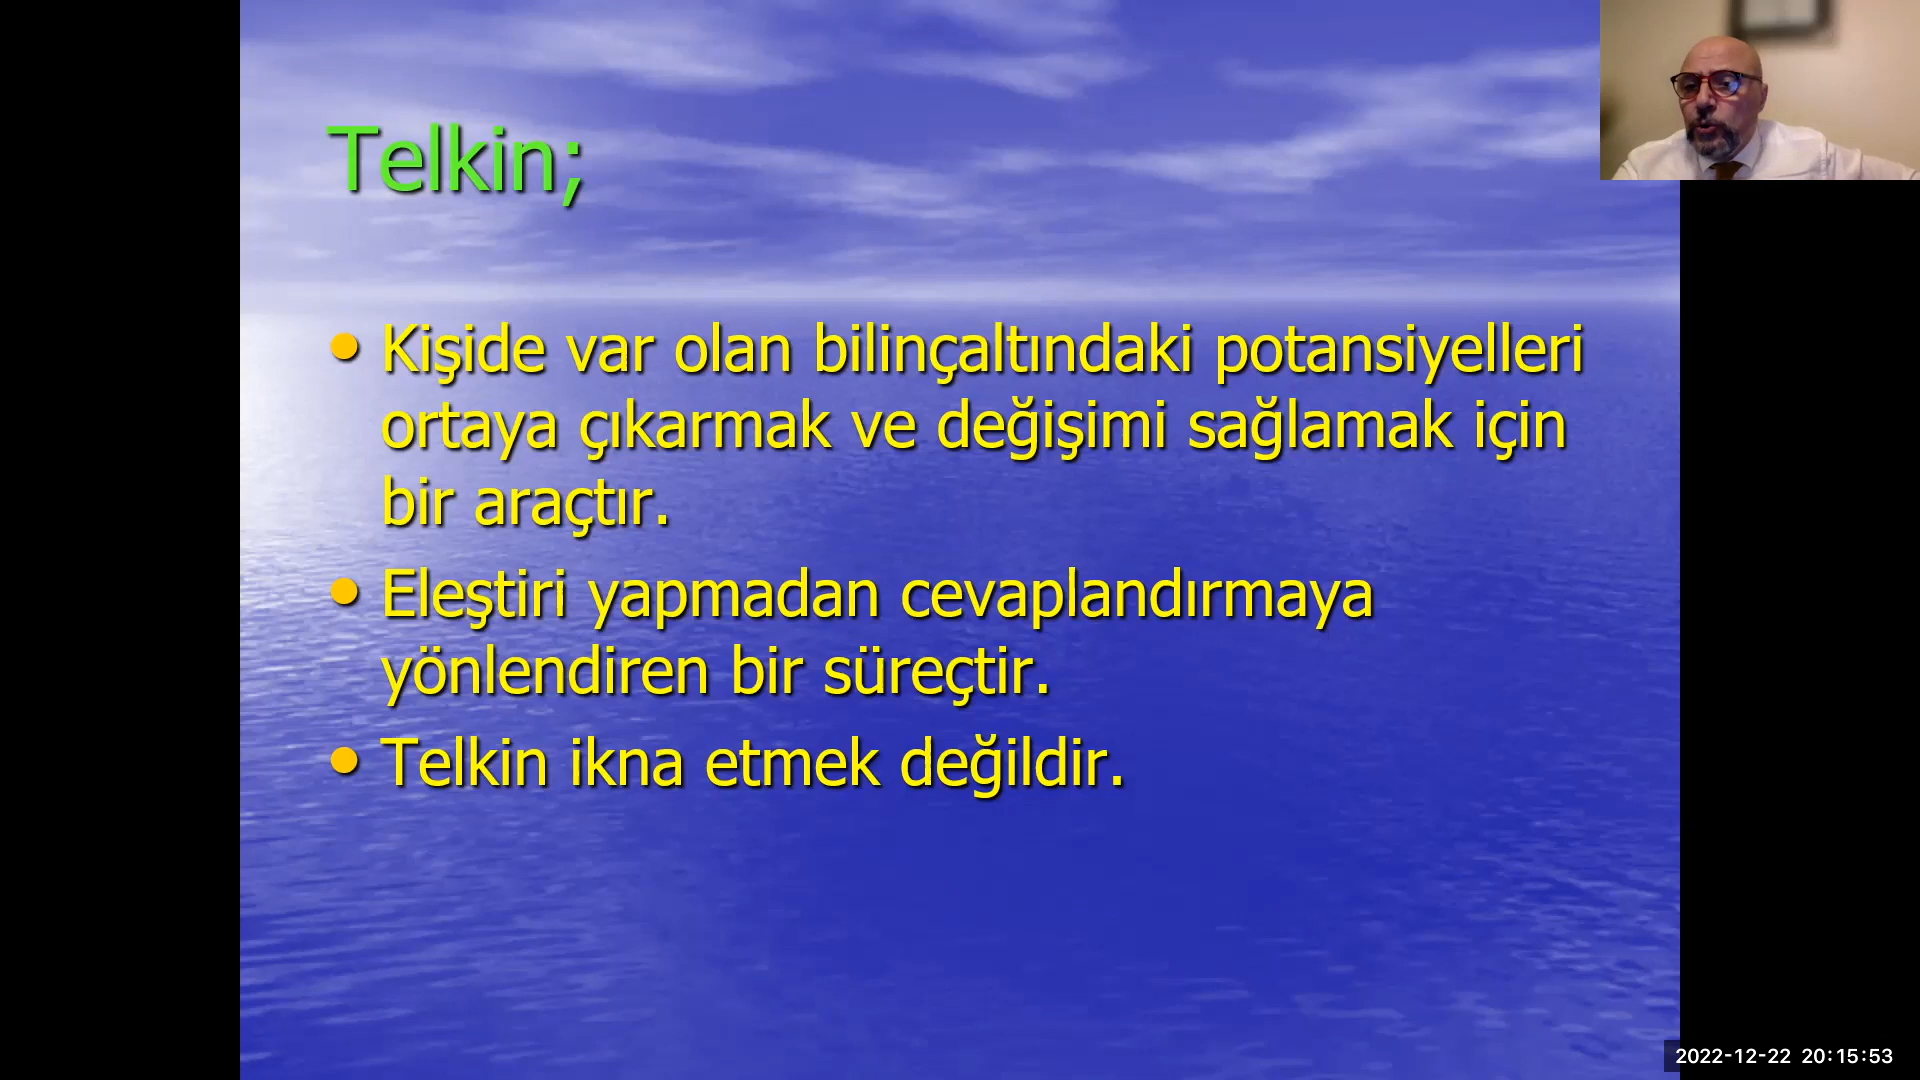 Telkin;
• Kişide var olan bilinçaltındaki potansiyelleri
ortaya çıkarmak ve değişimi sağlamak için
bir araçtır.
• Eleştiri yapmadan cevaplandırmaya
yönlendiren bir süreçtir.
• Telkin ikna etmek değildir.
2022-12-22 20:15:53